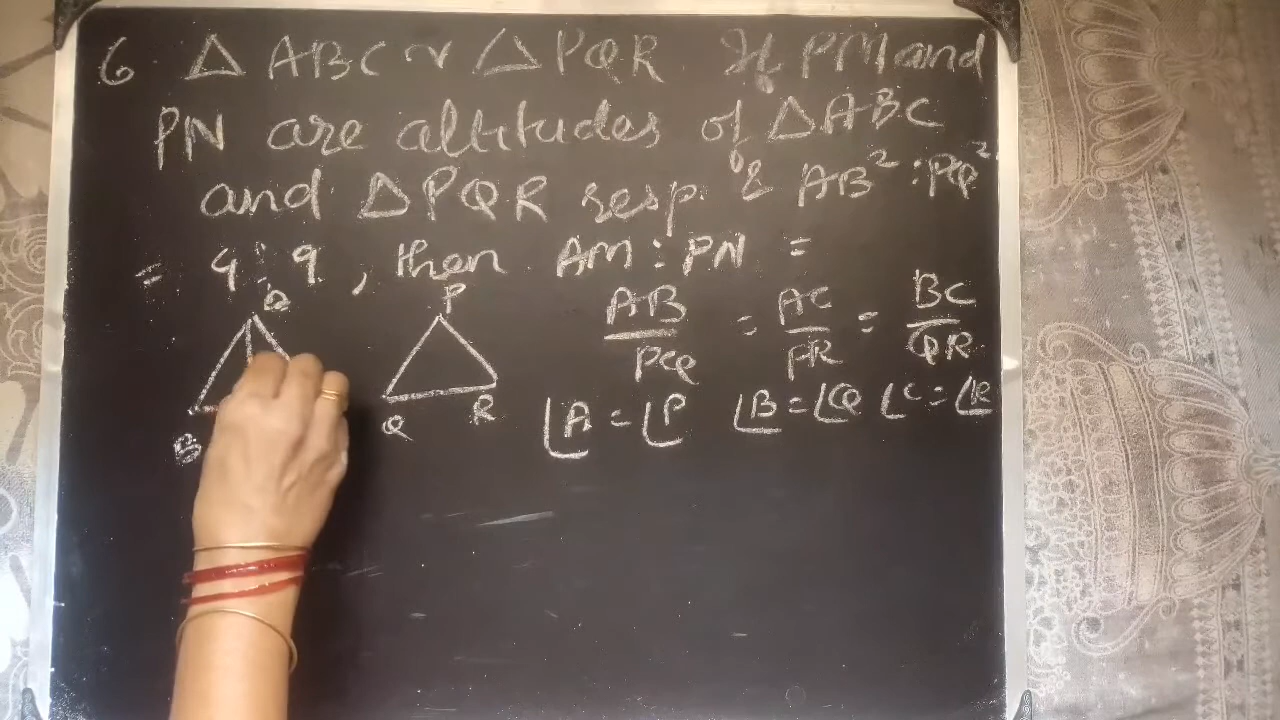 6. △ ABC ~ △ PQR. If PM and
PN are altitudes of △ABC
and △PQR resp. & AB² : PQ²
= 4 : 9, then AM : PN =
Q
B
P
Q
R
AB/PQ = AC/PR = BC/QR
∠A = ∠P ∠B = ∠Q ∠C = ∠R